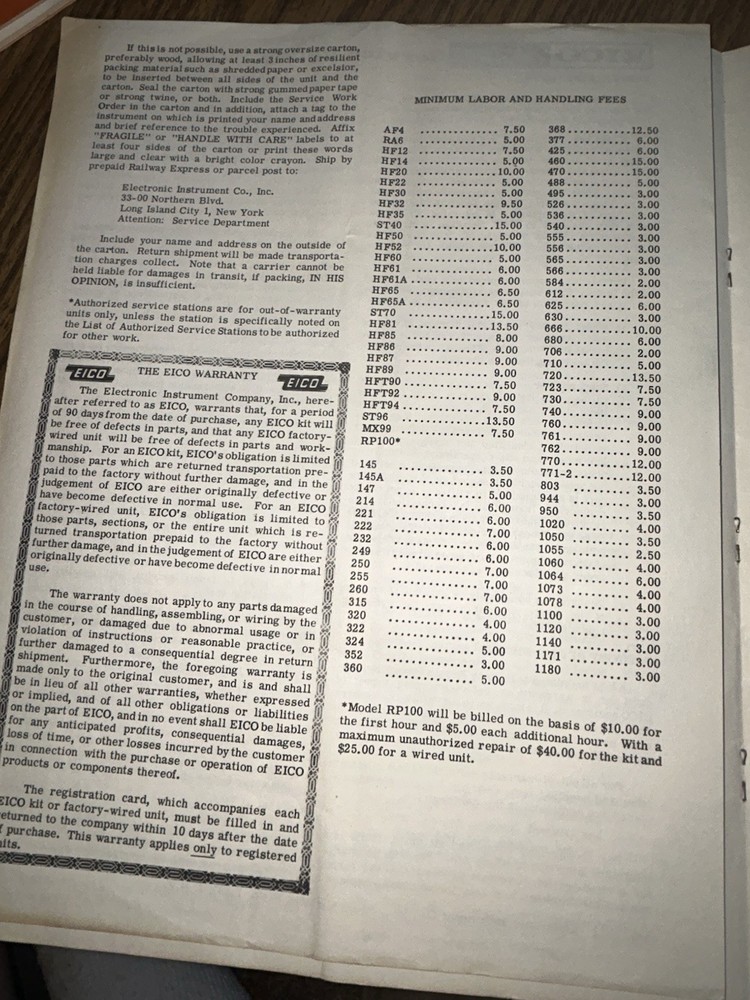 If this is not possible, use a strong oversize carton,
preferably wood, allowing at least 3 inches of resilient
packing material such as shredded paper or excelsior,
to be inserted between all sides of the unit and the
carton. Seal the carton with strong gummed paper tape
or strong twine, or both. Include the Service Work
Order in the carton and in addition, attach a tag to the
instrument on which is printed your name and address
and brief reference to the trouble experienced. Affix
"FRAGILE" or "HANDLE WITH CARE" labels to at
least four sides of the carton or print these words
large and clear with a bright color crayon. Ship by
prepaid Railway Express or parcel post to:
Electronic Instrument Co., Inc.
33-00 Northern Blvd.
Long Island City 1, New York
Attention: Service Department
Include your name and address on the outside of
the carton. Return shipment will be made transporta-
tion charges collect. Note that a carrier cannot be
held liable for damages in transit, if packing, IN HIS
OPINION, is insufficient.
*Authorized service stations are for out-of-warranty
units only, unless the station is specifically noted on
the List of Authorized Service Stations to be authorized
for other work.
EICO THE EICO WARRANTY EICO
The Electronic Instrument Company, Inc., here-
after referred to as EICO, warrants that, for a period
of 90 days from the date of purchase, any EICO kit will
be free of defects in parts, and that any EICO factory-
wired unit will be free of defects in parts and work-
manship. For an EICO kit, EICO's obligation is limited
to those parts which are returned transportation pre-
paid to the factory without further damage, and in the
judgement of EICO are either originally defective or
have become defective in normal use. For an EICO
factory-wired unit, EICO's obligation is limited to
those parts, sections, or the entire unit which is re-
turned transportation prepaid to the factory without
further damage, and in the judgement of EICO are either
originally defective or have become defective in normal
use.
The warranty does not apply to any parts damaged
in the course of handling, assembling, or wiring by the
customer, or damaged due to abnormal usage or in
violation of instructions or reasonable practice, or
further damaged to a consequential degree in return
shipment. Furthermore, the foregoing warranty is
made only to the original customer, and is and shall
be in lieu of all other warranties, whether expressed
or implied, and of all other obligations or liabilities
on the part of EICO, and in no event shall EICO be liable
for any anticipated profits, consequential damages,
loss of time, or other losses incurred by the customer
in connection with the purchase or operation of EICO
products or components thereof.
The registration card, which accompanies each
EICO kit or factory-wired unit, must be filled in and
returned to the company within 10 days after the date
purchase. This warranty applies only to registered
MINIMUM LABOR AND HANDLING FEES
AF4 .............. 7.50
RA6 .............. 5.00
HF12 .............. 7.50
HF14 .............. 5.00
HF20 .............. 10.00
HF22 .............. 5.00
HF30 .............. 5.00
HF32 .............. 9.50
HF35 .............. 5.00
ST40 .............. 15.00
HF50 .............. 5.00
HF52 .............. 10.00
HF60 .............. 5.00
HF61 .............. 6.00
HF61A .............. 6.00
HF65 .............. 6.50
HF65A .............. 6.50
ST70 .............. 15.00
HF81 .............. 13.50
HF85 .............. 8.00
HF86 .............. 9.00
HF87 .............. 9.00
HF89 .............. 9.00
HFT90 .............. 7.50
HFT92 .............. 9.00
HFT94 .............. 7.50
ST96 .............. 13.50
MX99 .............. 7.50
RP100*
145 .............. 3.50
145A .............. 3.50
147 .............. 5.00
214 .............. 6.00
221 .............. 6.00
222 .............. 7.00
232 .............. 6.00
249 .............. 6.00
250 .............. 7.00
255 .............. 7.00
260 .............. 7.00
315 .............. 6.00
320 .............. 4.00
322 .............. 4.00
324 .............. 5.00
352 .............. 3.00
360 .............. 5.00
368 ........... 12.50
377 ........... 6.00
425 ........... 6.00
460 ........... 15.00
470 ........... 15.00
488 ........... 5.00
495 ........... 3.00
526 ........... 3.00
536 ........... 3.00
540 ........... 3.00
555 ........... 3.00
556 ........... 3.00
565 ........... 3.00
566 ........... 3.00
584 ........... 2.00
612 ........... 2.00
625 ........... 6.00
630 ........... 3.00
666 ........... 10.00
680 ........... 6.00
706 ........... 2.00
710 ........... 5.00
720 ........... 13.50
723 ........... 7.50
730 ........... 7.50
740 ........... 9.00
760 ........... 9.00
761 ........... 9.00
762 ........... 9.00
770 ........... 12.00
771-2 ......... 12.00
803 ......... 3.50
944 ......... 3.00
950 ......... 3.50
1020 ......... 4.00
1050 ......... 3.50
1055 ......... 2.50
1060 ......... 4.00
1064 ......... 6.00
1073 ......... 4.00
1078 ......... 4.00
1100 ......... 3.00
1120 ......... 3.00
1140 ......... 3.00
1171 ......... 3.00
1180 ......... 3.00
*Model RP100 will be billed on the basis of $10.00 for
the first hour and $5.00 each additional hour. With a
maximum unauthorized repair of $40.00 for the kit and
$25.00 for a wired unit.